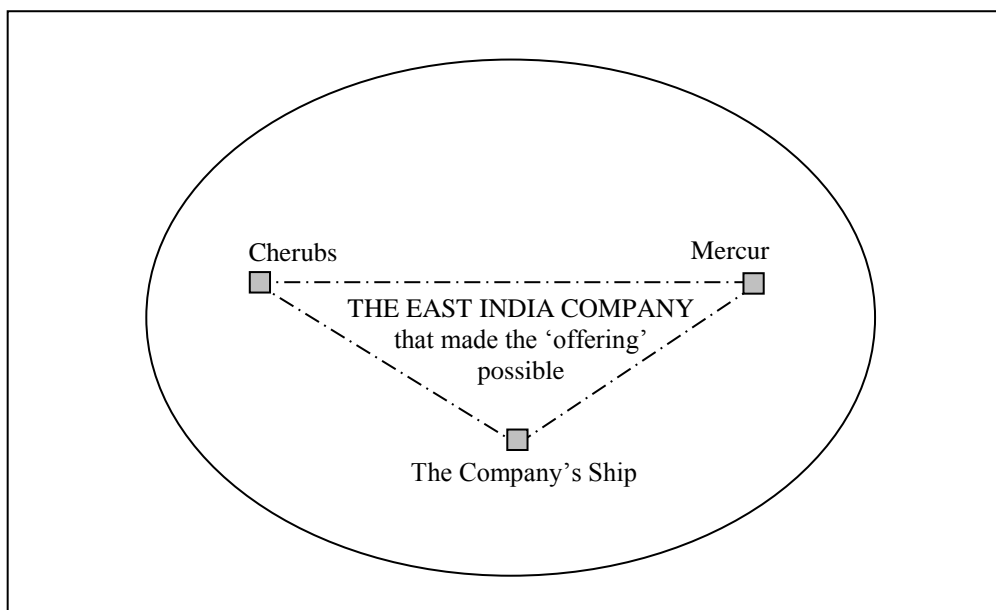 Cherubs
Mercur
THE EAST INDIA COMPANY
that made the ‘offering’
possible
The Company’s Ship